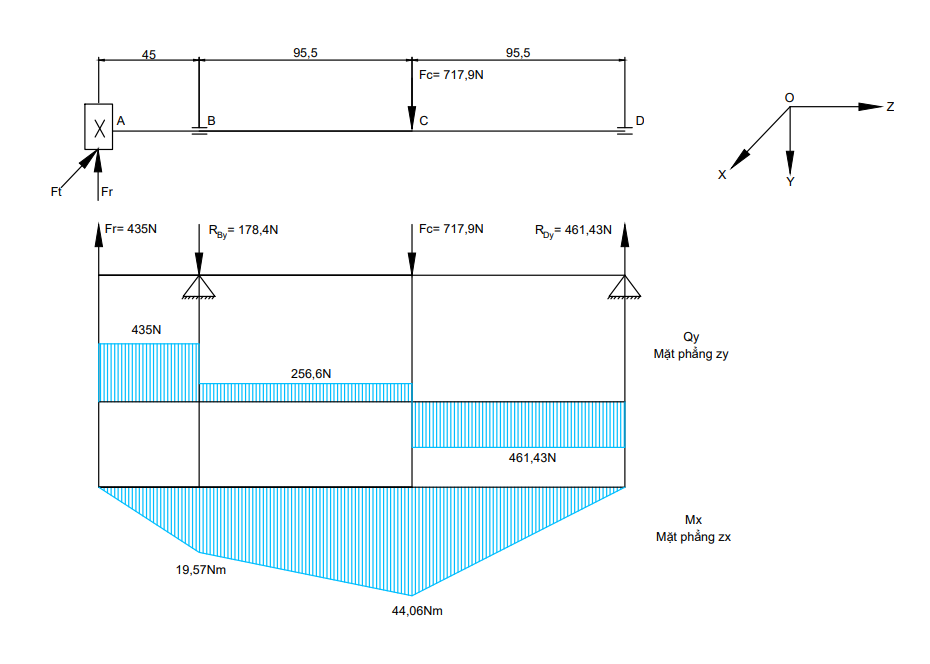 45
95,5
95,5
Fc= 717,9N
A
B
C
D
O
Z
X
Y
Ft
Fr
Fr= 435N
RBy= 178,4N
Fc= 717,9N
RDy= 461,43N
435N
256,6N
461,43N
Qy
Mặt phẳng zy
19,57Nm
44,06Nm
Mx
Mặt phẳng zx